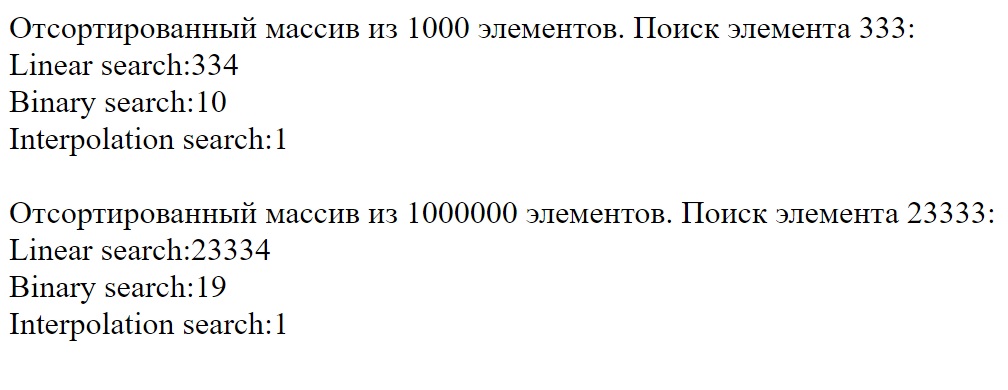 Отсортированный массив из 1000 элементов. Поиск элемента 333:
Linear search:334
Binary search:10
Interpolation search:1
Отсортированный массив из 1000000 элементов. Поиск элемента 23333:
Linear search:23334
Binary search:19
Interpolation search:1